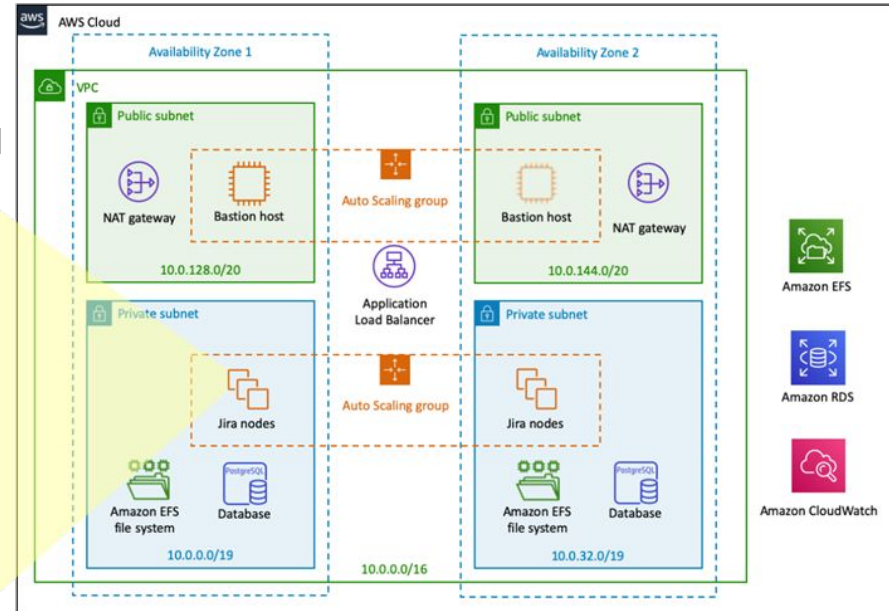 aws
AWS Cloud
Availability Zone 1
Availability Zone 2
VPC
Public subnet
Public subnet
NAT gateway
Bastion host
Auto Scaling group
Bastion host
NAT gateway
10.0.128.0/20
10.0.144.0/20
Application
Load Balancer
Amazon EFS
Private subnet
Private subnet
Auto Scaling group
Jira nodes
Jira nodes
Amazon RDS
PostgreSQL
PostgreSQL
Amazon EFS
file system
Database
Amazon EFS
file system
Database
Amazon CloudWatch
10.0.0.0/19
10.0.32.0/19
10.0.0.0/16